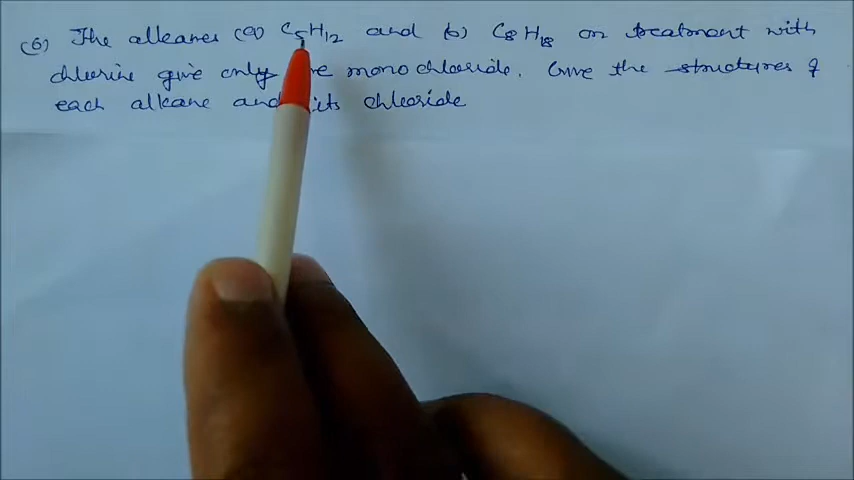 (6) The alkanes (a) C5H12 and (b) C8H18 on treatment with
chlorine give only mono chloride. Give the structures of
each alkane and its chloride